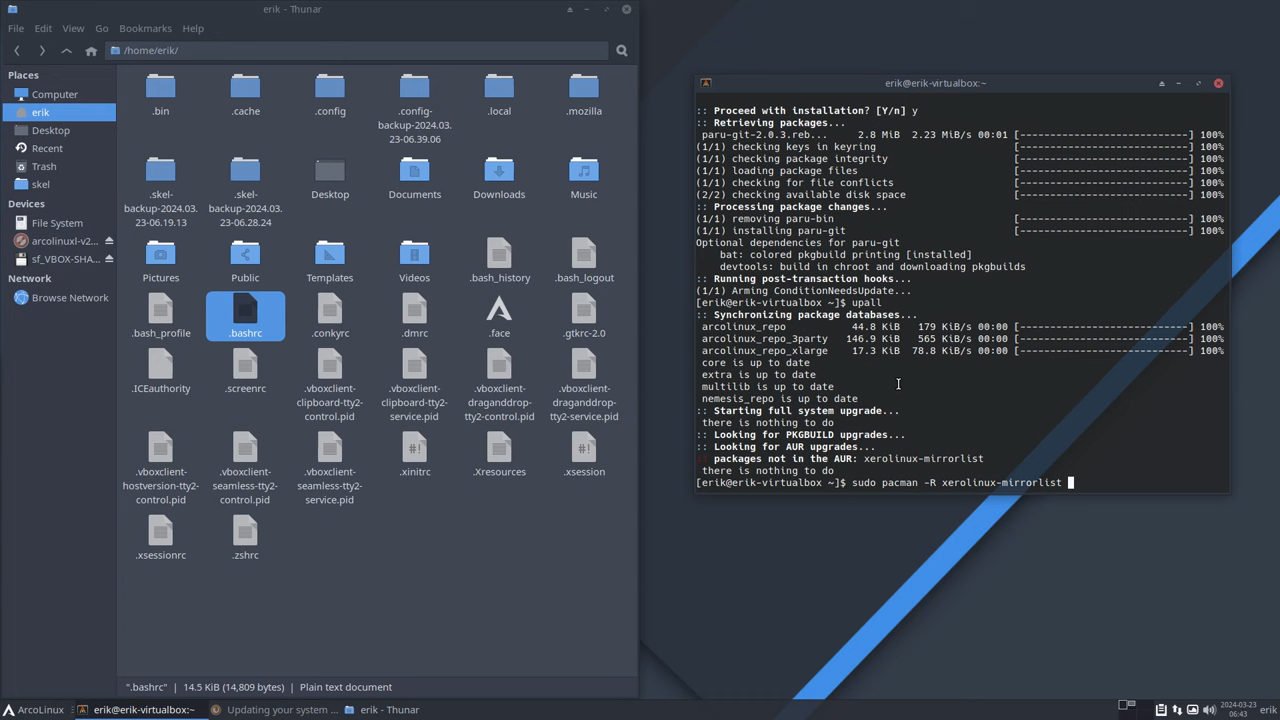 erik - Thunar
File Edit View Go Bookmarks Help
/home/erik/
Places
Computer
erik
Desktop
Recent
Trash
skel
Devices
File System
arcolinuxl-v2...
sf_VBOX-SHA...
Network
Browse Network
.bin .cache .config .config-backup-2024.03.23-06.39.06 .local .mozilla
.skel-backup-2024.03.23-06.19.13 .skel-backup-2024.03.23-06.28.24 Desktop Documents Downloads Music
Pictures Public Templates Videos .bash_history .bash_logout
.bash_profile .bashrc .conkyrc .dmrc .face .gtkrc-2.0
.ICEauthority .screenrc .vboxclient-clipboard-tty2-control.pid .vboxclient-clipboard-tty2-service.pid .vboxclient-draganddrop-tty2-control.pid .vboxclient-draganddrop-tty2-service.pid
.vboxclient-hostversion-tty2-control.pid .vboxclient-seamless-tty2-control.pid .vboxclient-seamless-tty2-service.pid .xinitrc .Xresources .xsession
.xsessionrc .zshrc
".bashrc" | 14.5 KiB (14,809 bytes) | Plain text document
erik@erik-virtualbox:~
:: Proceed with installation? [Y/n] y
:: Retrieving packages...
paru-git-2.0.3.reb... 2.8 MiB 2.23 MiB/s 00:01 [----------------------------] 100%
(1/1) checking keys in keyring [----------------------------] 100%
(1/1) checking package integrity [----------------------------] 100%
(1/1) loading package files [----------------------------] 100%
(1/1) checking for file conflicts [----------------------------] 100%
(2/2) checking available disk space [----------------------------] 100%
:: Processing package changes...
(1/1) removing paru-bin [----------------------------] 100%
(1/1) installing paru-git [----------------------------] 100%
Optional dependencies for paru-git
bat: colored pkgbuild printing [installed]
devtools: build in chroot and downloading pkgbuilds
:: Running post-transaction hooks...
(1/1) Arming ConditionNeedsUpdate...
[erik@erik-virtualbox ~]$ upall
:: Synchronizing package databases...
arcolinux_repo 44.8 KiB 179 KiB/s 00:00 [----------------------------] 100%
arcolinux_repo_3party 146.9 KiB 565 KiB/s 00:00 [----------------------------] 100%
arcolinux_repo_xlarge 17.3 KiB 78.8 KiB/s 00:00 [----------------------------] 100%
core is up to date
extra is up to date
multilib is up to date
nemesis_repo is up to date
:: Starting full system upgrade...
there is nothing to do
:: Looking for PKGBUILD upgrades...
:: Looking for AUR upgrades...
:: packages not in the AUR: xerolinux-mirrorlist
there is nothing to do
[erik@erik-virtualbox ~]$ sudo pacman -R xerolinux-mirrorlist
ArcoLinux erik@erik-virtualbox:~ Updating your system ... erik - Thunar
2024-03-23
06:43
erik